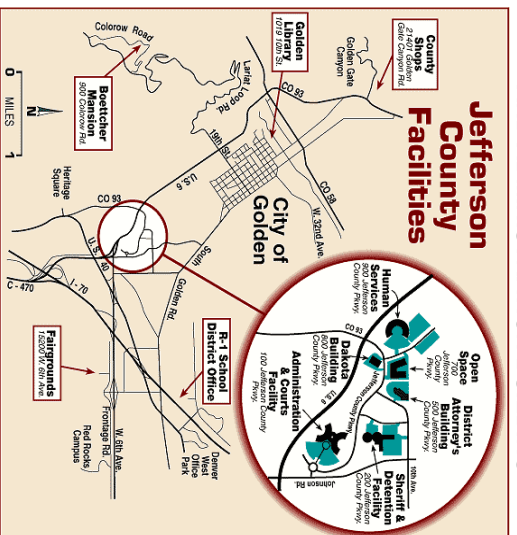 Jefferson
County
Facilities
County
Shops
21401 Golden
Gate Canyon Rd.
Golden Gate
Canyon
Golden
Library
1019 10th St.
Colorow Road
Boettcher
Mansion
900 Colorow Rd.
Lariat
Loop Rd.
CO 93
CO 58
19th St.
W. 32nd Ave.
City of
Golden
U.S. 6
0 MILES 1
N
Heritage
Square
CO 93
U.S. 40
South
Golden Rd.
C - 470
I - 70
R-1 School
District Office
Fairgrounds
15200 W. 6th Ave.
W. 6th Ave.
Frontage Rd.
Red Rocks
Campus
Denver
West
Office
Park
Open
Space
700
Jefferson
County
Pkwy.
District
Attorney's
Building
500 Jefferson
County Pkwy.
Human
Services
900 Jefferson
County Pkwy.
Sheriff &
Detention
Facility
200 Jefferson
County Pkwy.
Dakota
Building
800 Jefferson
County Pkwy.
Administration
& Courts
Facility
100 Jefferson County
Pkwy.
CO 93
U.S. 6
Jefferson County Pkwy.
10th Ave.
Johnson Rd.